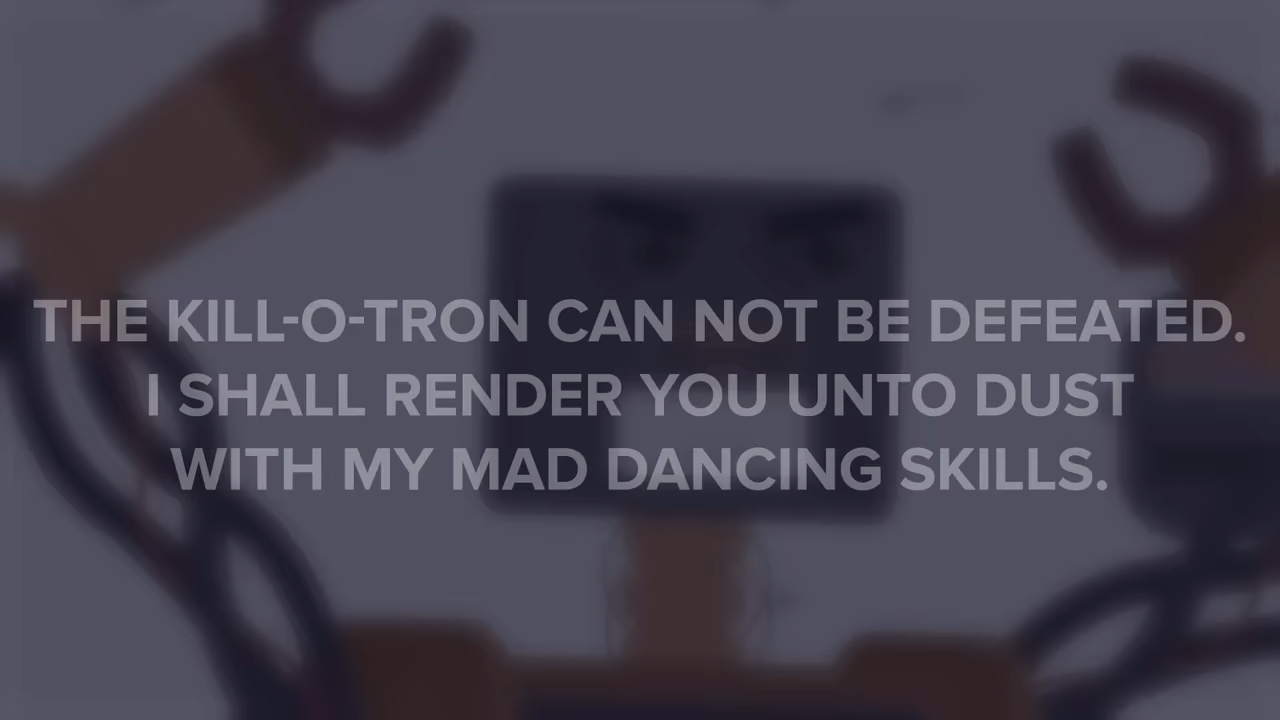 THE KILL-O-TRON CAN NOT BE DEFEATED.
I SHALL RENDER YOU UNTO DUST
WITH MY MAD DANCING SKILLS.